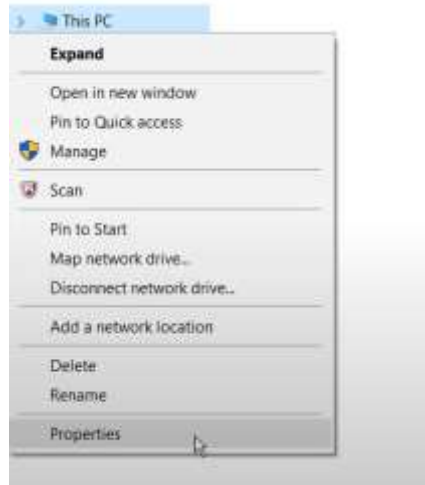 This PC
Expand
Open in new window
Pin to Quick access
Manage
Scan
Pin to Start
Map network drive...
Disconnect network drive...
Add a network location
Delete
Rename
Properties